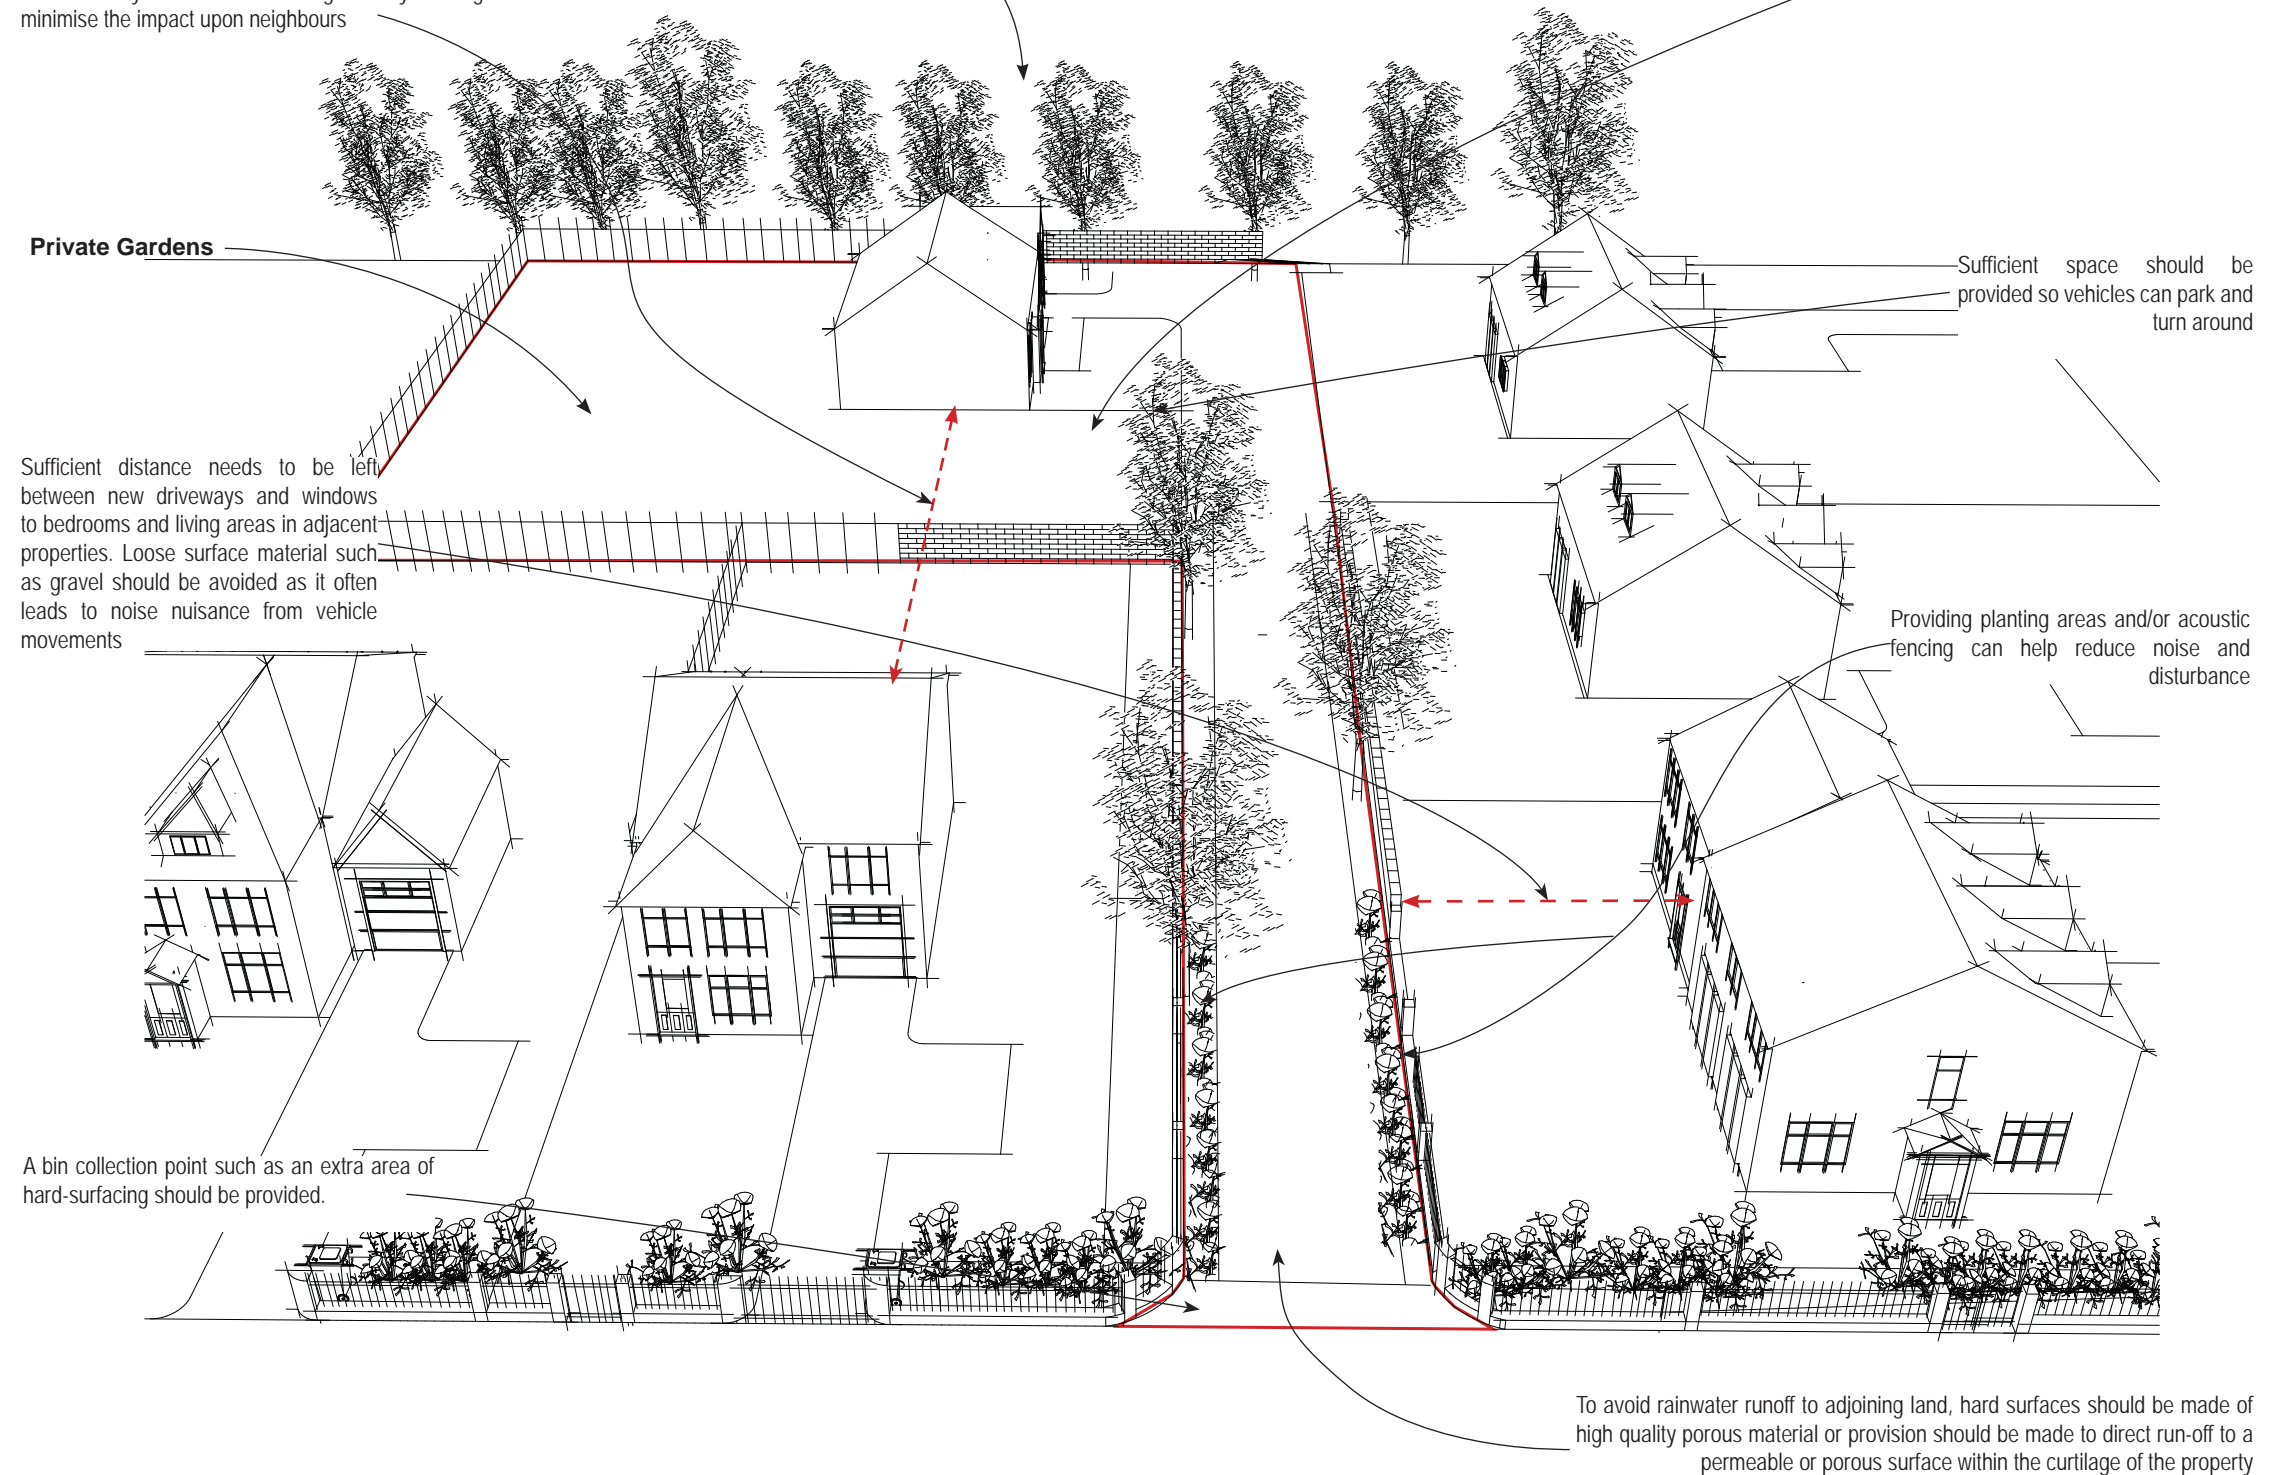 minimise the impact upon neighbours
Private Gardens
Sufficient space should be
provided so vehicles can park and
turn around
Sufficient distance needs to be left
between new driveways and windows
to bedrooms and living areas in adjacent
properties. Loose surface material such
as gravel should be avoided as it often
leads to noise nuisance from vehicle
movements
Providing planting areas and/or acoustic
fencing can help reduce noise and
disturbance
A bin collection point such as an extra area of
hard-surfacing should be provided.
To avoid rainwater runoff to adjoining land, hard surfaces should be made of
high quality porous material or provision should be made to direct run-off to a
permeable or porous surface within the curtilage of the property